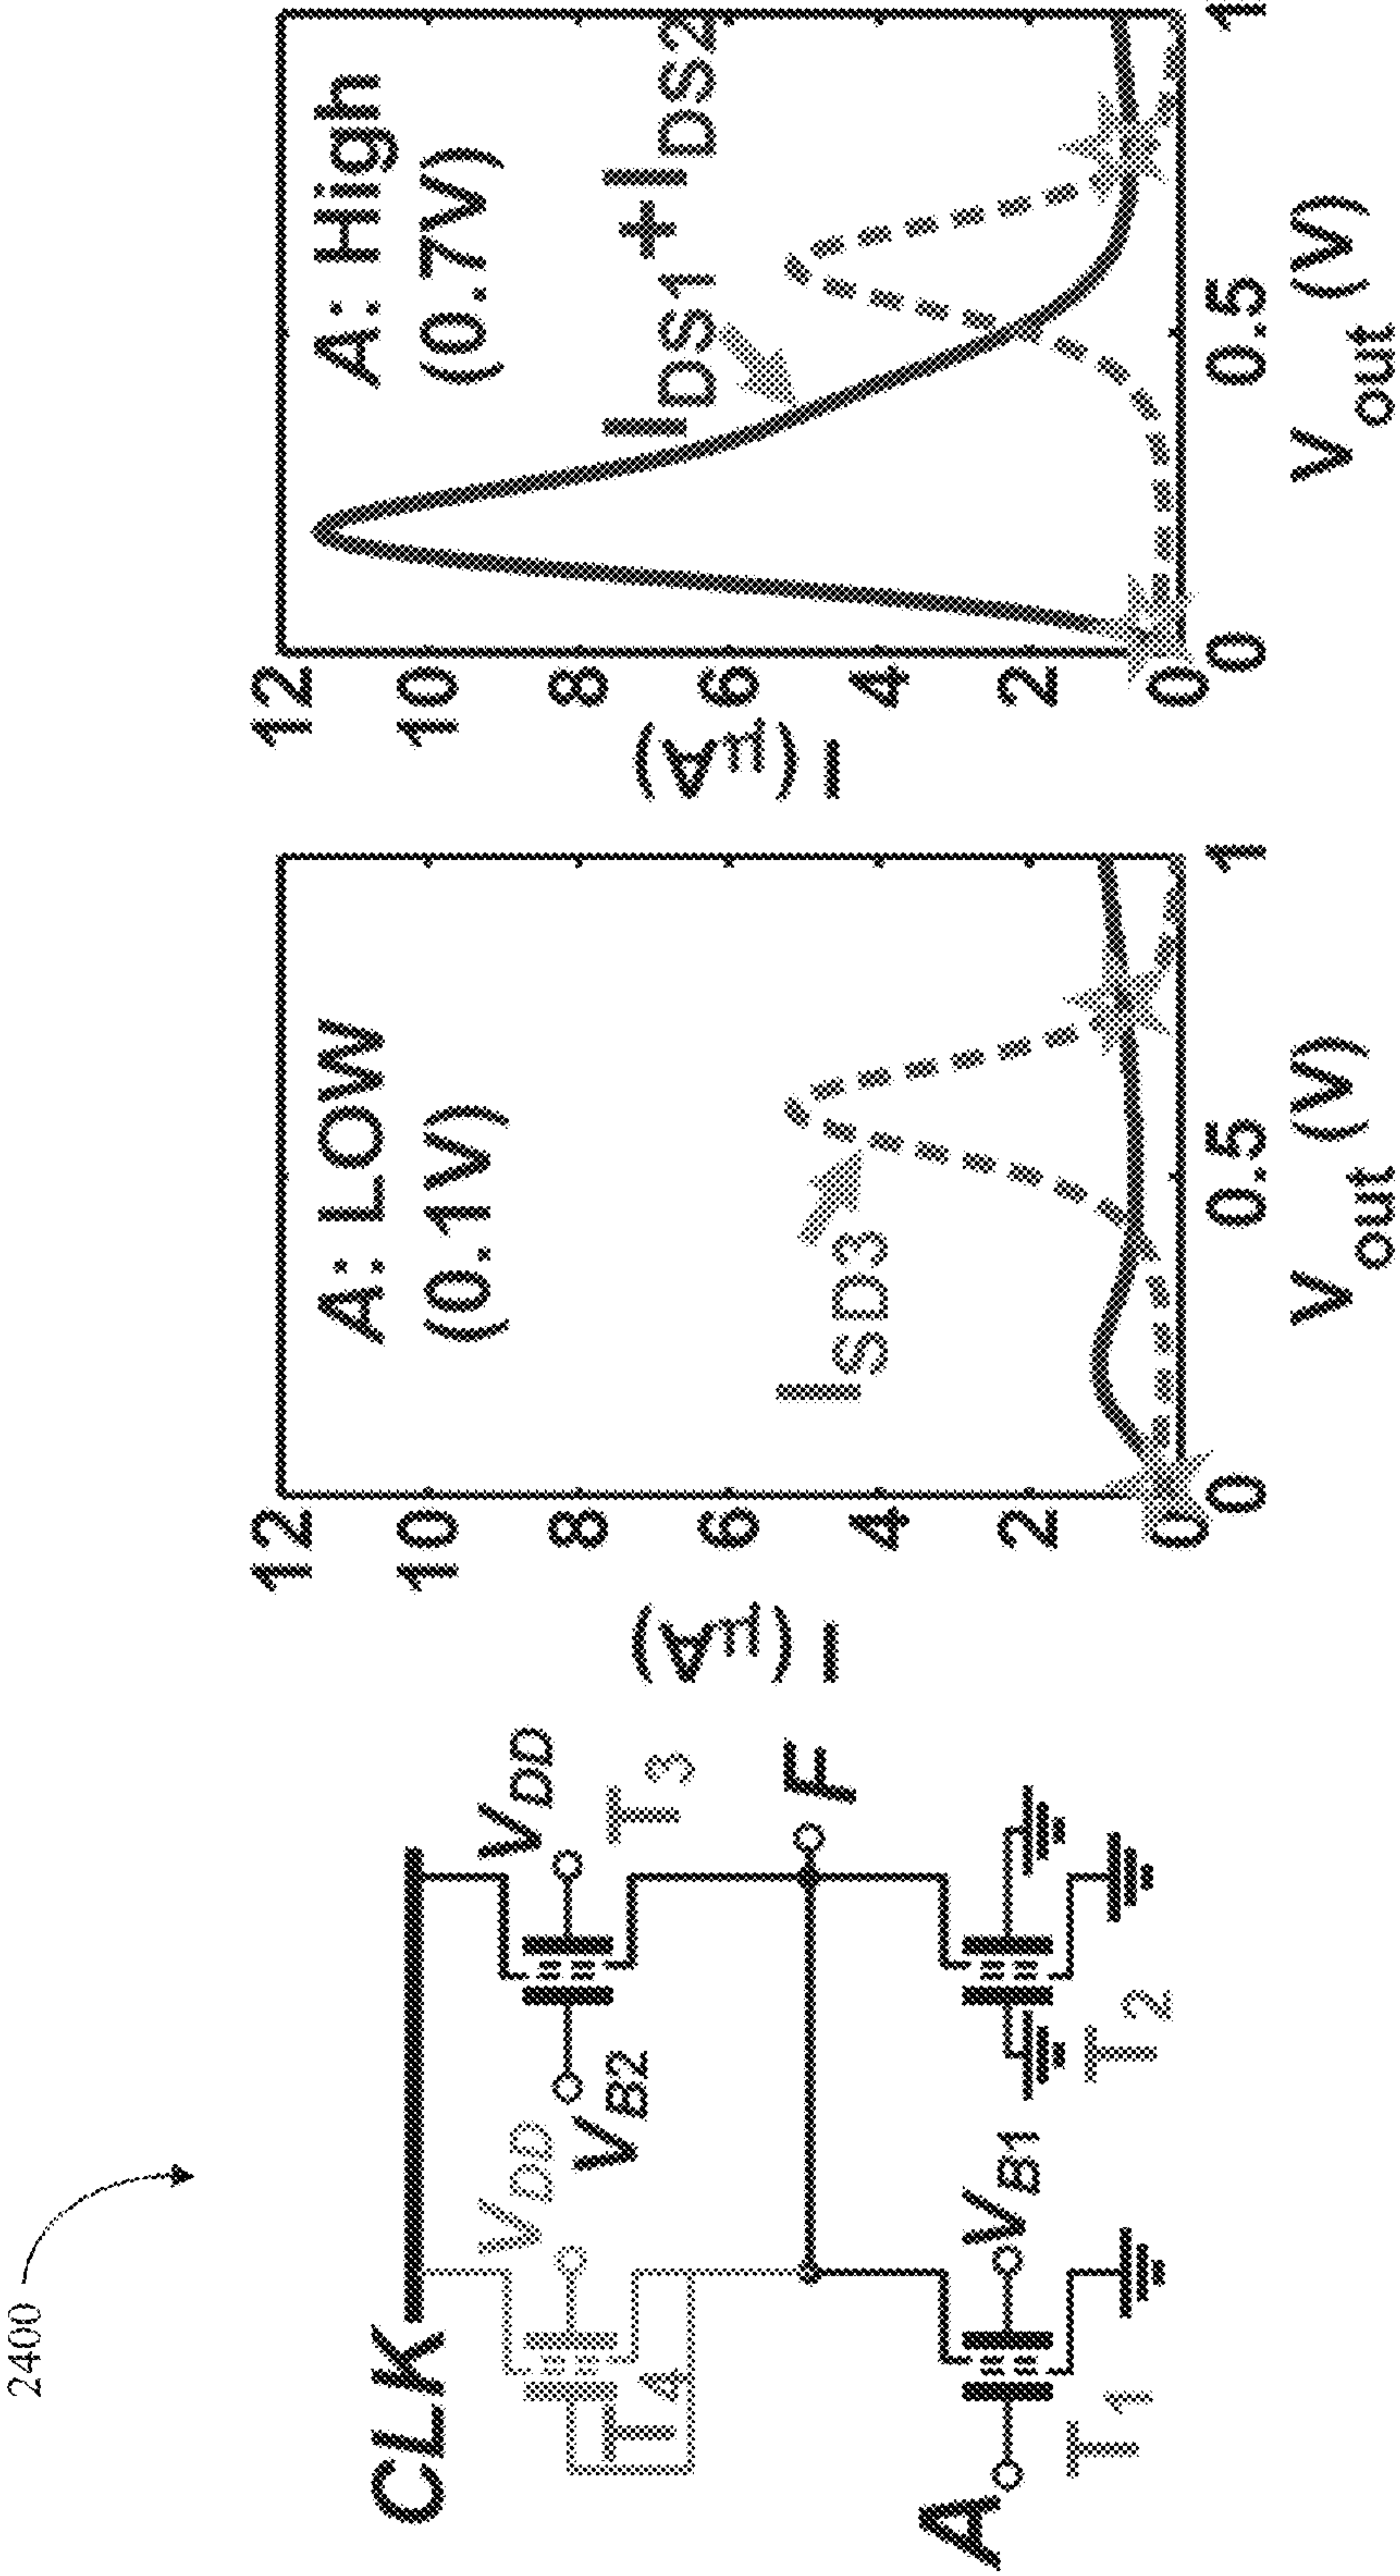 2400
CLK
V_DD
V_DD
T_4
V_B2
T_3
F
A
V_B1
T_1
T_2
I (μA)
12
10
8
6
4
2
0
A: LOW
(0.1V)
I_SD3
0
0.5
1
V_out (V)
I (μA)
12
10
8
6
4
2
0
A: High
(0.7V)
I_DS1 + I_DS2
0
0.5
1
V_out (V)